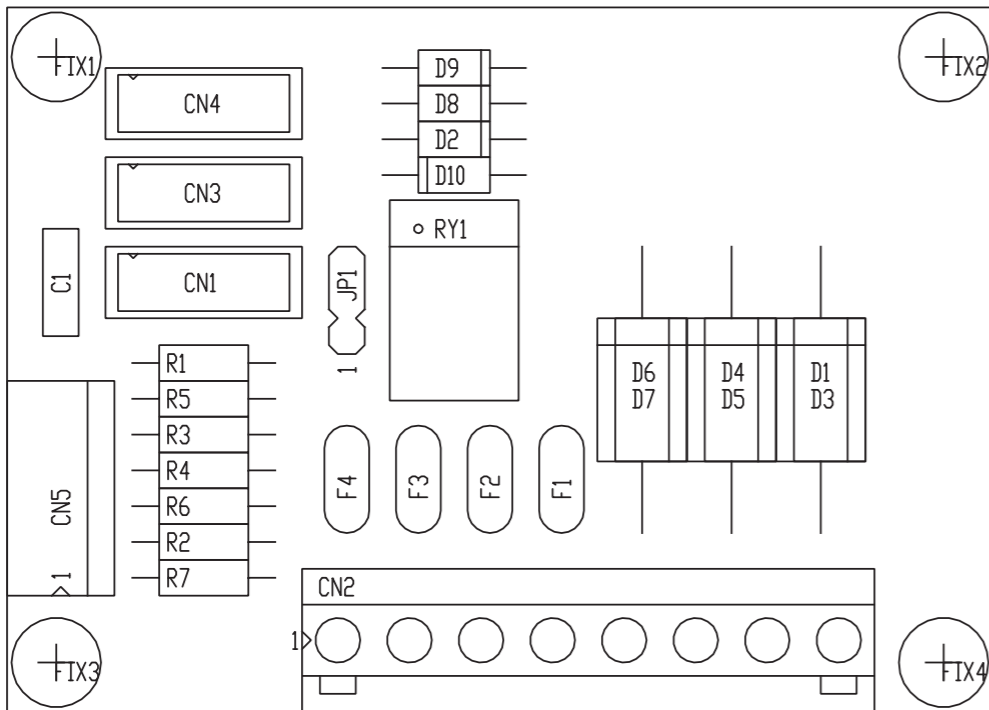 FIX1
FIX2
D9
CN4
D8
D2
D10
CN3
RY1
C1
CN1
JP1
1
R1
D6
D4
D1
R5
D7
D5
D3
R3
R4
F4
F3
F2
F1
CN5
R6
R2
1
R7
CN2
1
FIX3
FIX4